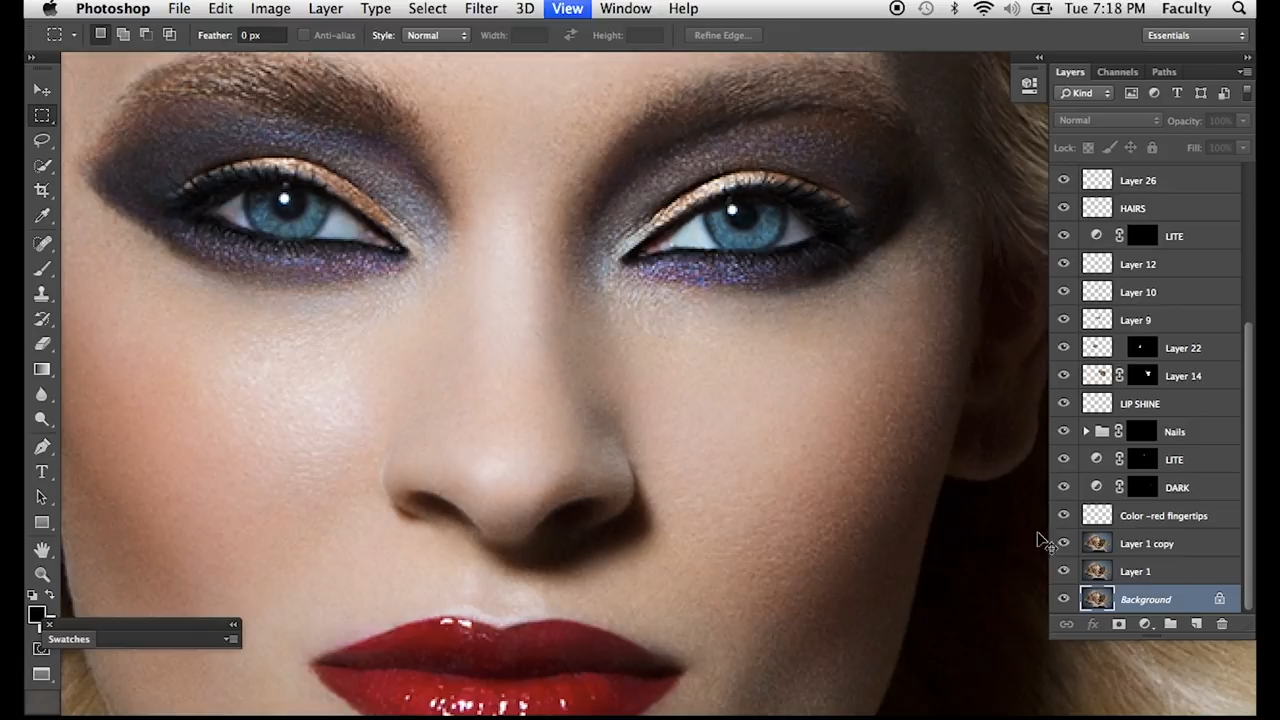 Photoshop File Edit Image Layer Type Select Filter 3D View Window Help Tue 7:18 PM Faculty
Feather: 0 px Anti-alias Style: Normal Width: Height: Refine Edge... Essentials
Layers Channels Paths
Kind
Normal Opacity: 100%
Lock: Fill: 100%
Layer 26
HAIRS
LITE
Layer 12
Layer 10
Layer 9
Layer 22
Layer 14
LIP SHINE
Nails
LITE
DARK
Color -red fingertips
Layer 1 copy
Layer 1
Background
fx
Swatches